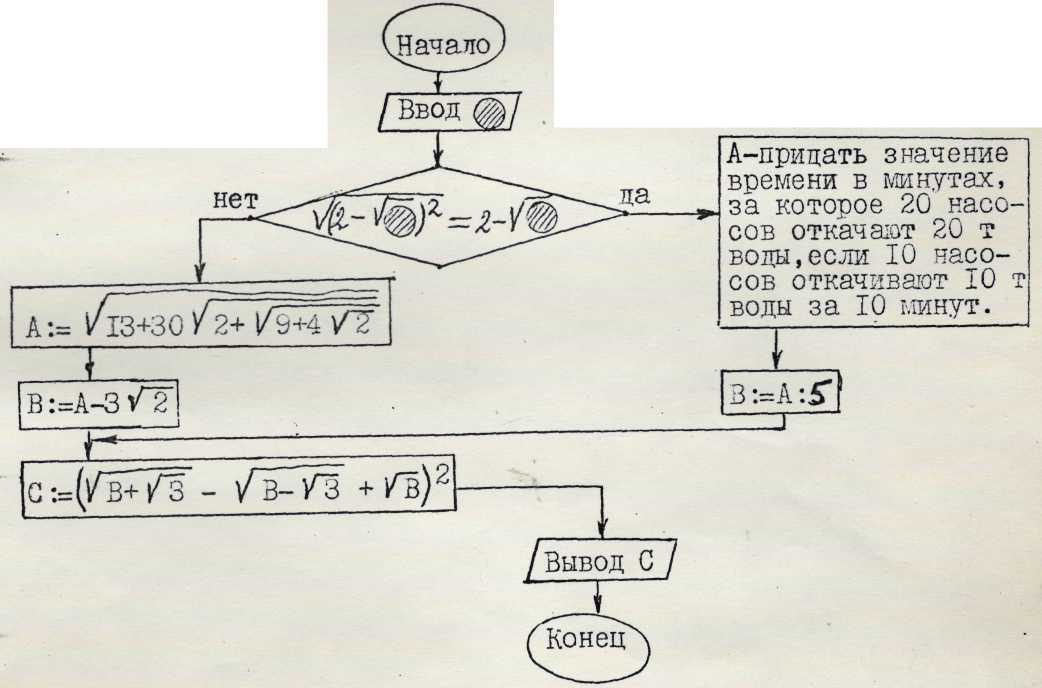 Начало
Ввод
√(2-√ )² = 2-√
нет
да
А-придать значение
времени в минутах,
за которое 20 насо-
сов откачают 20 т
воды,если 10 насо-
сов откачивают 10 т
воды за 10 минут.
А:= √13+30√2+√9+4√2
В:=А-3√2
В:=А:5
С:=(√В+√3 - √В-√3 + √В)²
Вывод С
Конец